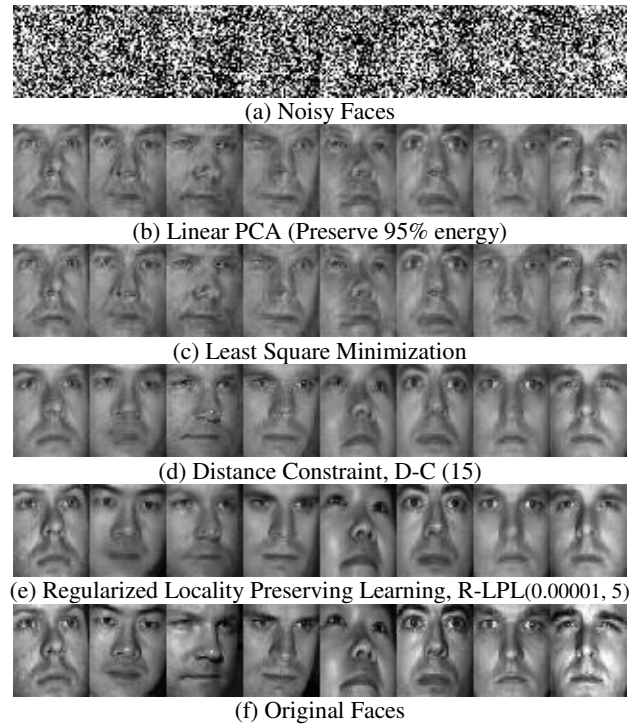 (a) Noisy Faces
(b) Linear PCA (Preserve 95% energy)
(c) Least Square Minimization
(d) Distance Constraint, D-C (15)
(e) Regularized Locality Preserving Learning, R-LPL(0.00001, 5)
(f) Original Faces